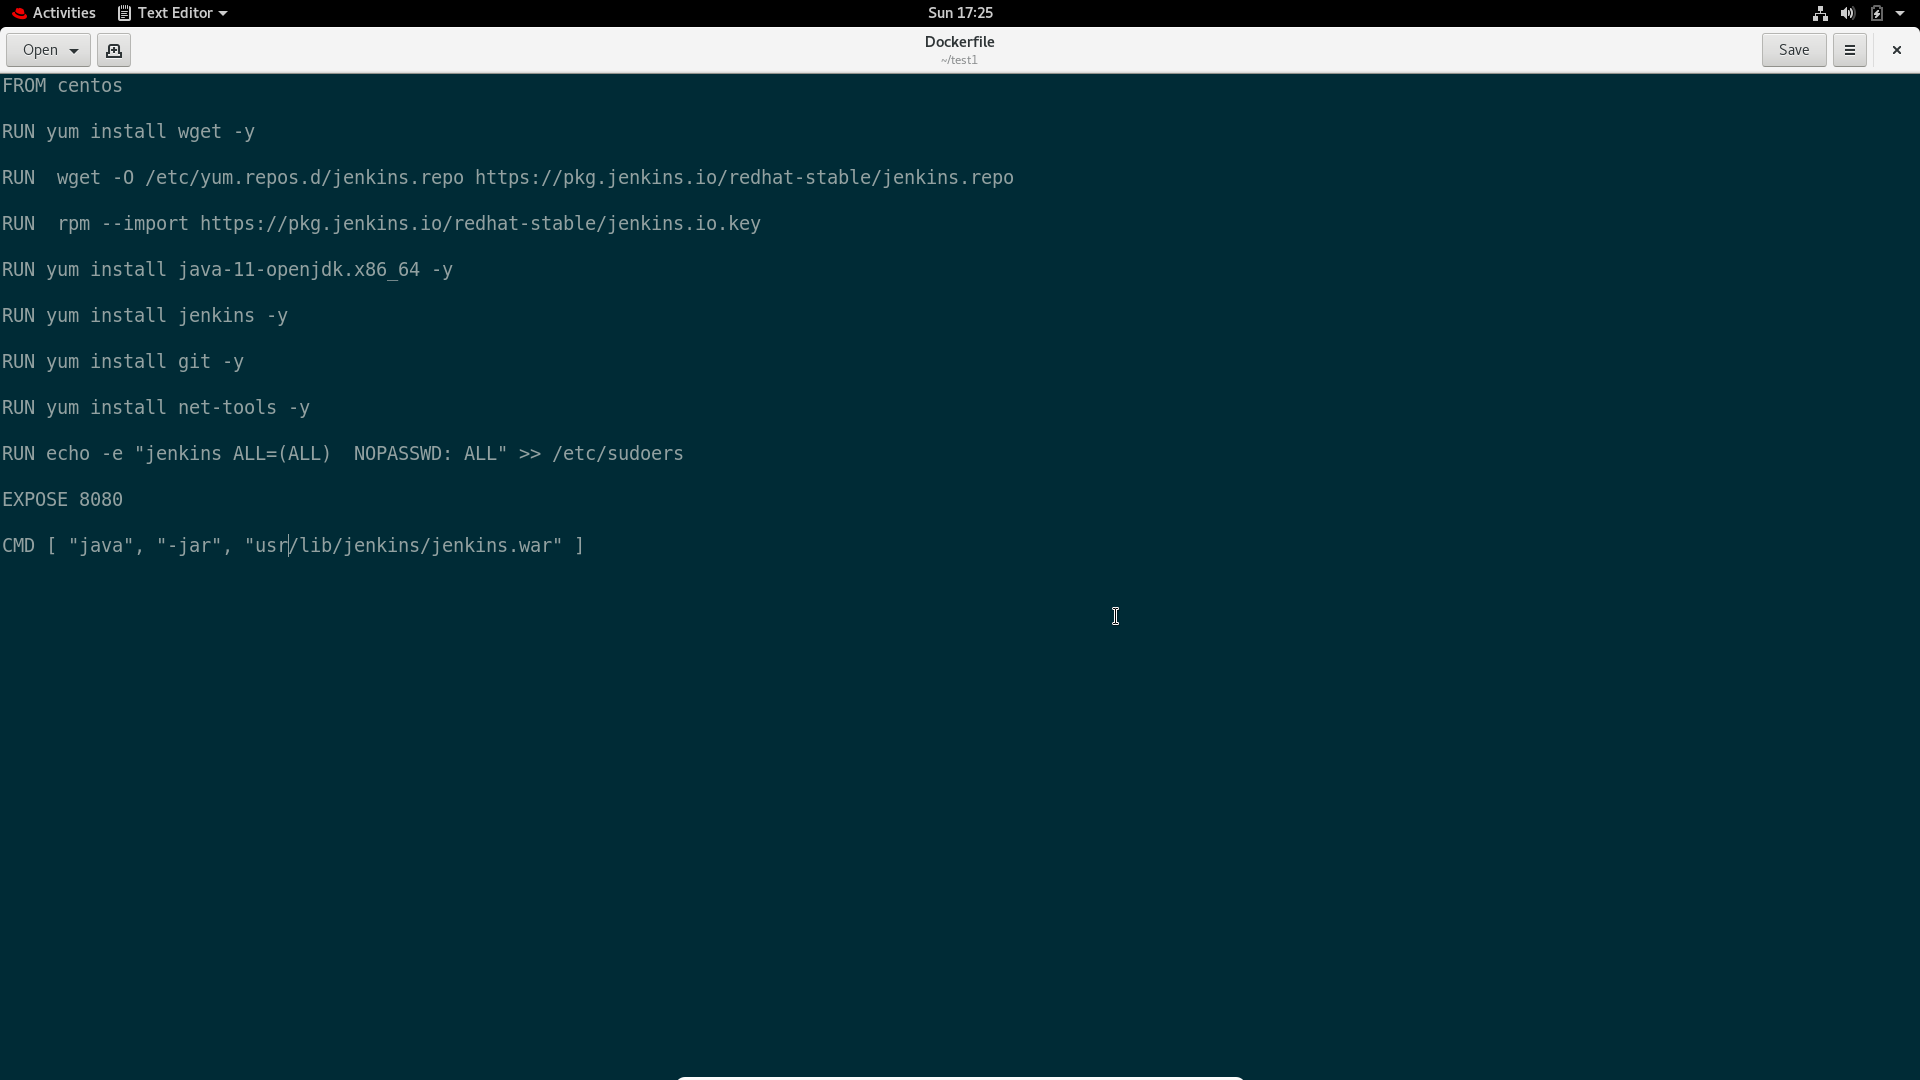 Activities Text Editor Sun 17:25
Open Dockerfile Save
~/test1
FROM centos
RUN yum install wget -y
RUN  wget -O /etc/yum.repos.d/jenkins.repo https://pkg.jenkins.io/redhat-stable/jenkins.repo
RUN  rpm --import https://pkg.jenkins.io/redhat-stable/jenkins.io.key
RUN yum install java-11-openjdk.x86_64 -y
RUN yum install jenkins -y
RUN yum install git -y
RUN yum install net-tools -y
RUN echo -e "jenkins ALL=(ALL)  NOPASSWD: ALL" >> /etc/sudoers
EXPOSE 8080
CMD [ "java", "-jar", "usr/lib/jenkins/jenkins.war" ]